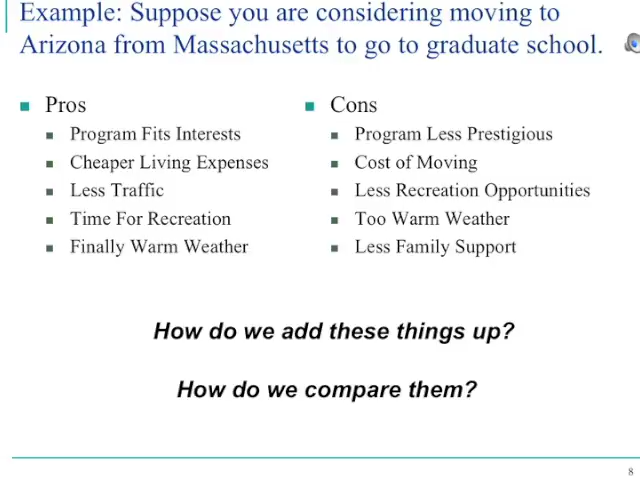 Example: Suppose you are considering moving to
Arizona from Massachusetts to go to graduate school.
Pros
Program Fits Interests
Cheaper Living Expenses
Less Traffic
Time For Recreation
Finally Warm Weather
Cons
Program Less Prestigious
Cost of Moving
Less Recreation Opportunities
Too Warm Weather
Less Family Support
How do we add these things up?
How do we compare them?
8